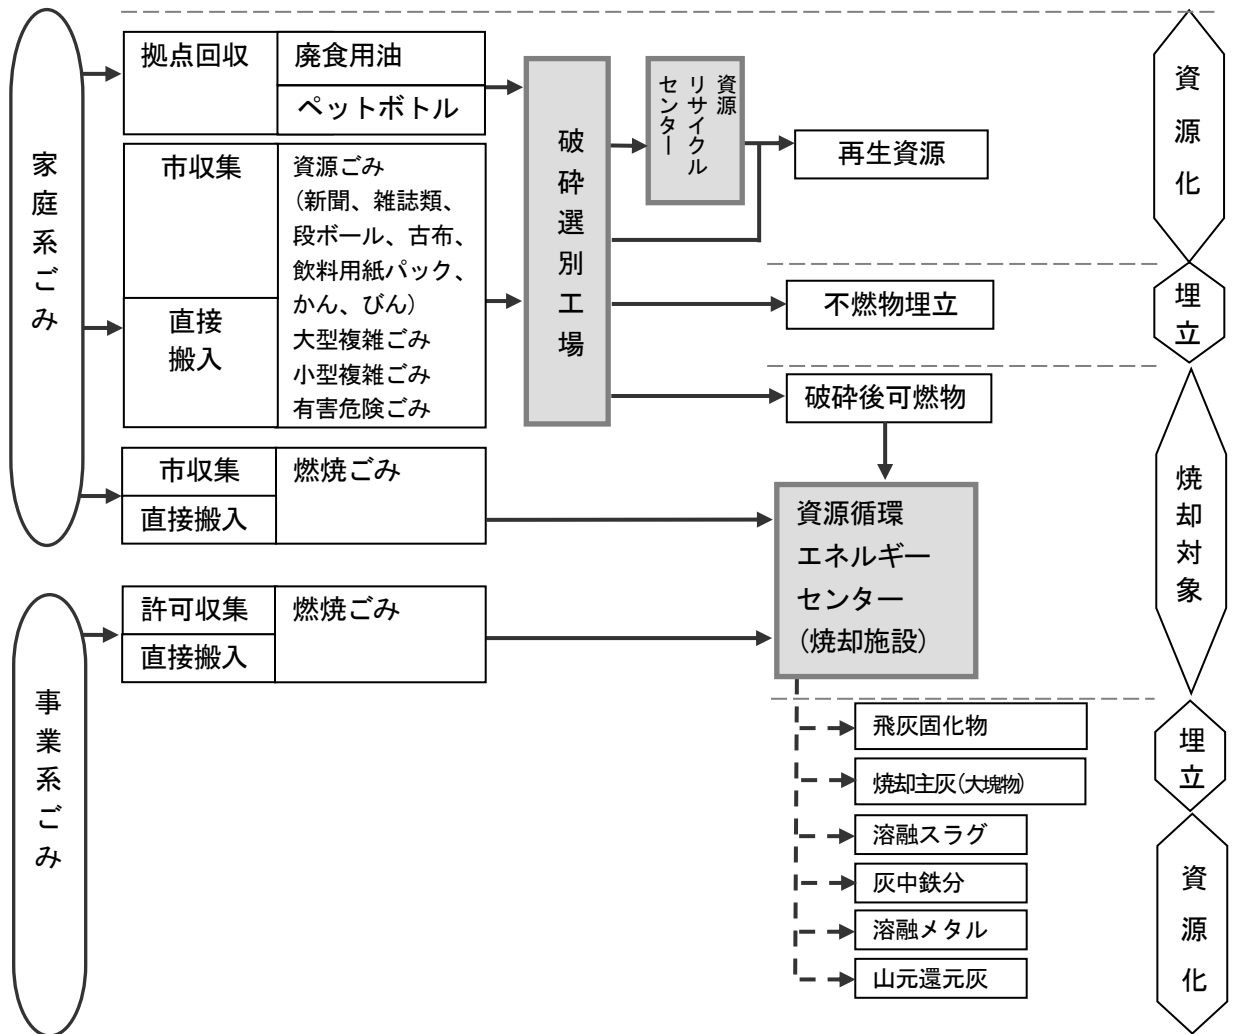 家庭系ごみ
拠点回収
廃食用油
ペットボトル
市収集
直接
搬入
資源ごみ
(新聞、雑誌類、
段ボール、古布、
飲料用紙パック、
かん、びん)
大型複雑ごみ
小型複雑ごみ
有害危険ごみ
市収集
直接搬入
燃焼ごみ
事業系ごみ
許可収集
直接搬入
燃焼ごみ
破砕選別工場
資源
リサイクル
センター
再生資源
不燃物埋立
破砕後可燃物
資源循環
エネルギー
センター
(焼却施設)
飛灰固化物
焼却主灰(大塊物)
溶融スラグ
灰中鉄分
溶融メタル
山元還元灰
資源化
埋立
焼却対象
埋立
資源化